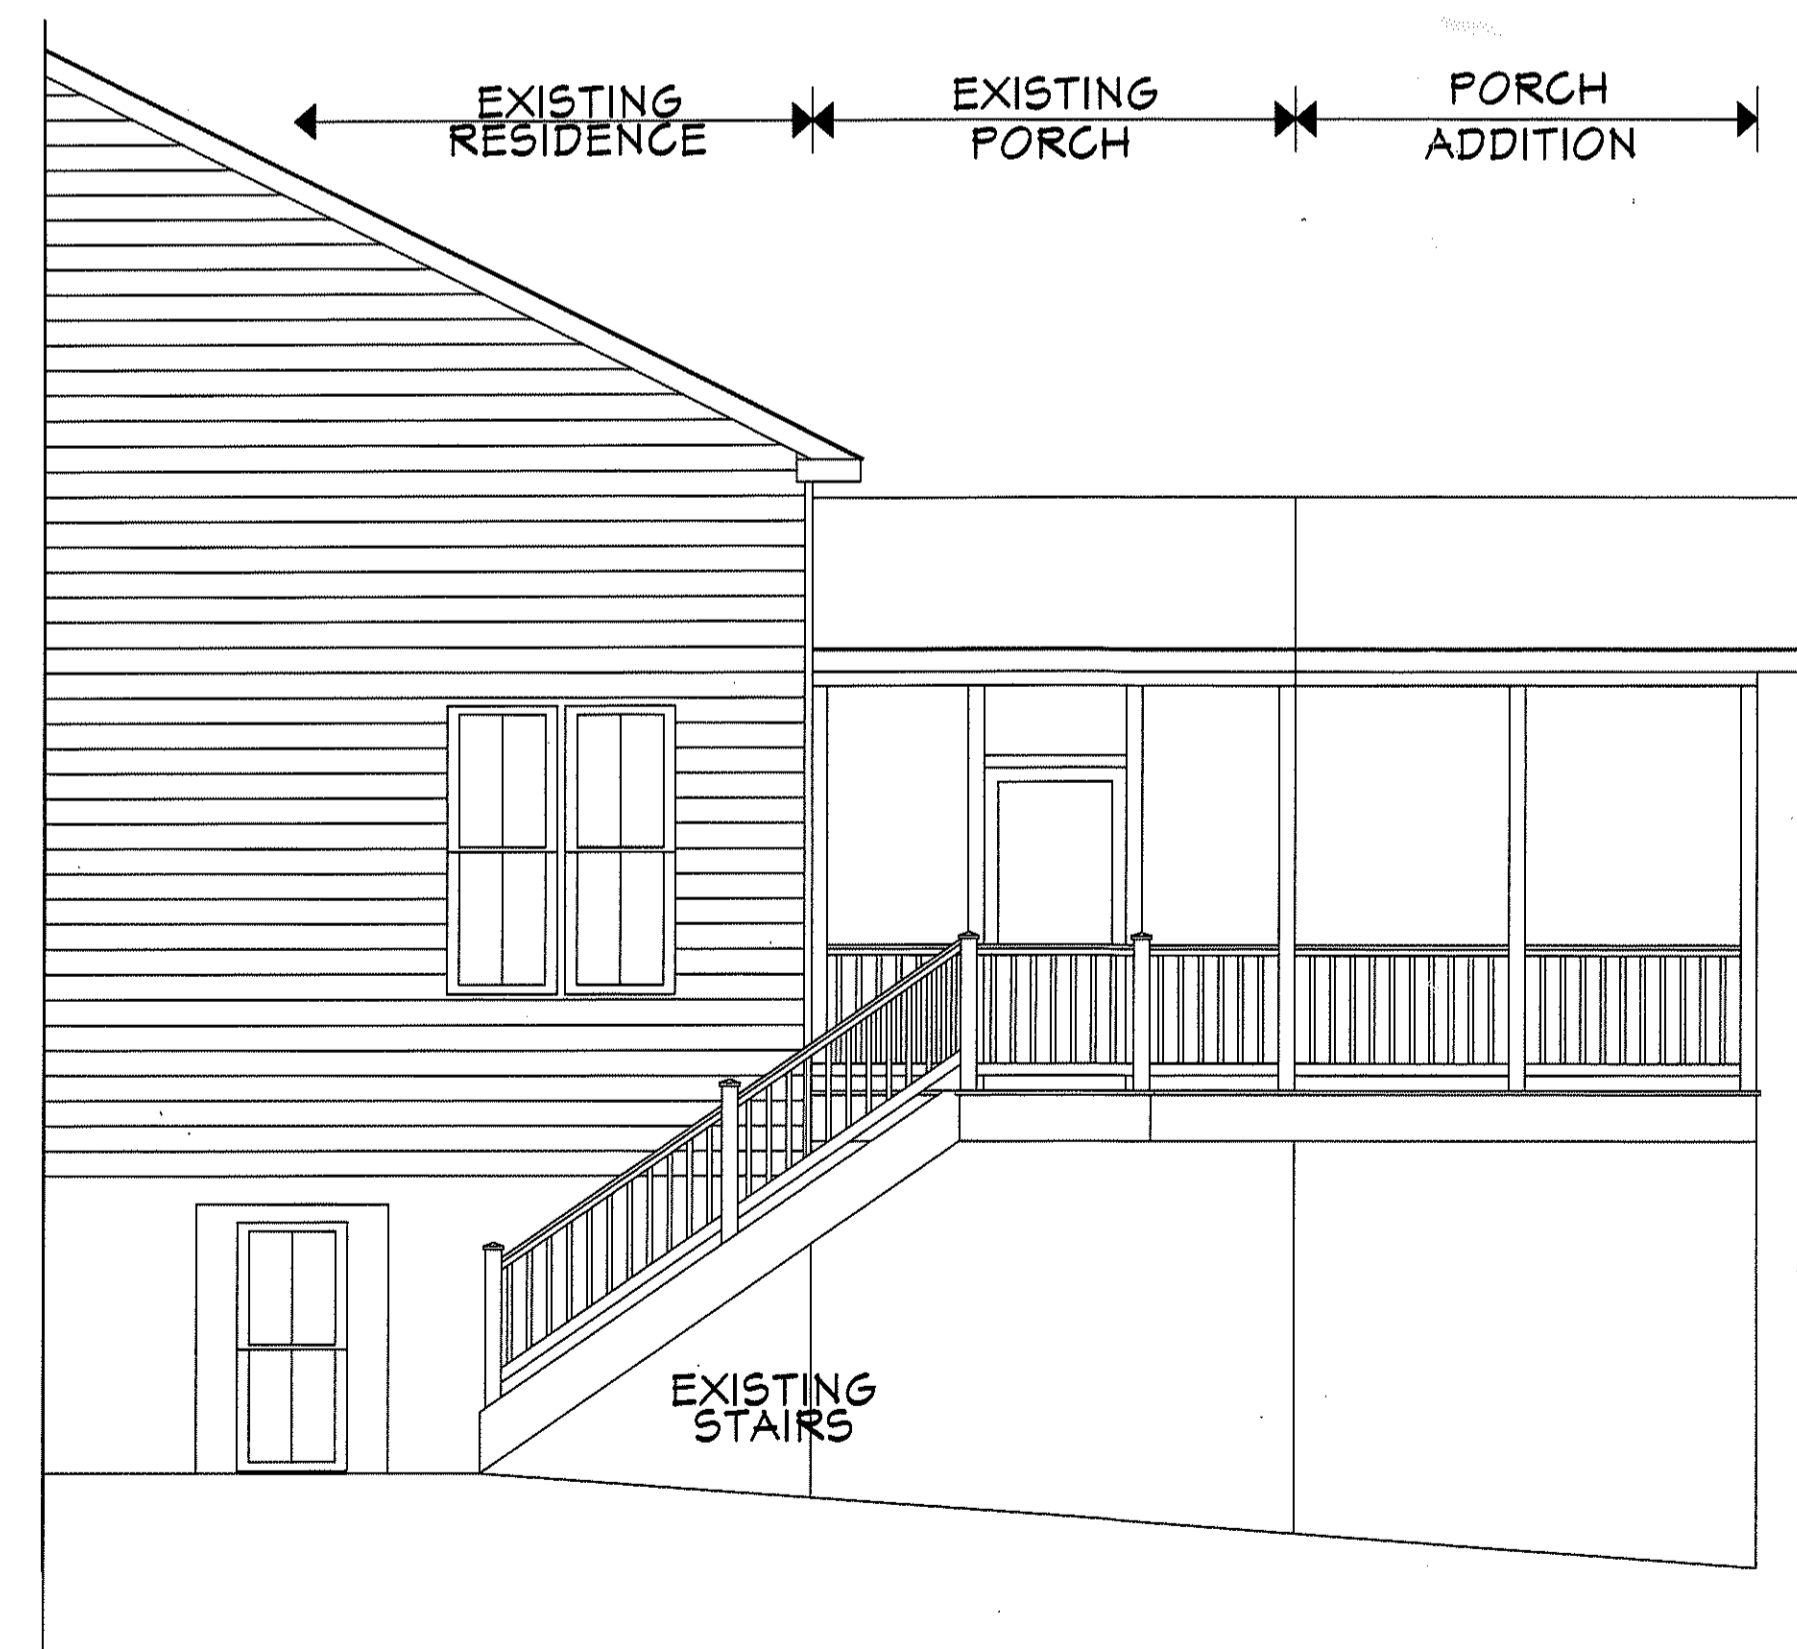 EXISTING
RESIDENCE
EXISTING
PORCH
PORCH
ADDITION
EXISTING
STAIRS